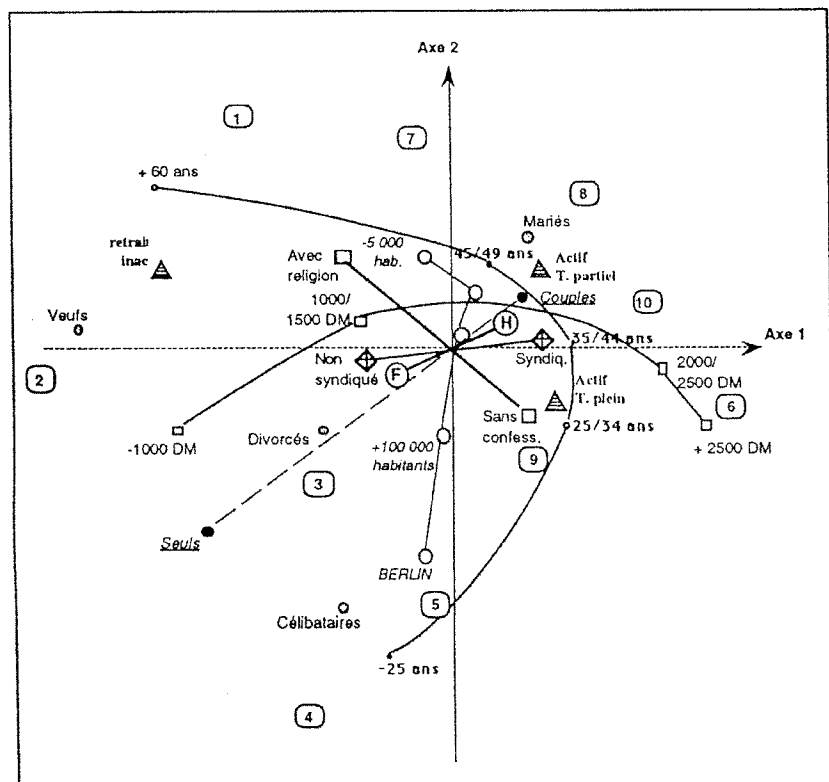 Axe 2
1
7
+ 60 ans
8
Mariés
retrait
inac
Avec
religion
-5 000
hab.
45/49 ans
Actif
T. partiel
Couples
10
1000/
1500 DM
Veufs
H
Axe 1
35/44 ans
Non
syndiqué
Syndiq.
2
F
Actif
T. plein
2000/
2500 DM
6
Sans
confess.
25/34 ans
-1000 DM
Divorcés
+100 000
habitants
+ 2500 DM
9
3
Seuls
BERLIN
5
Célibataires
-25 ans
4